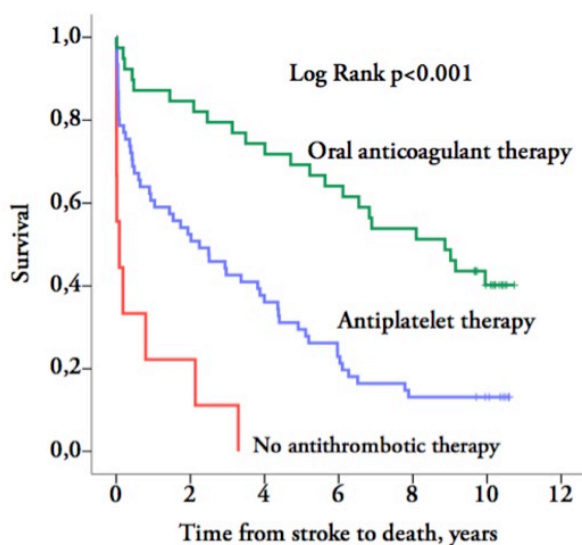 1,0
Log Rank p<0.001
0,8
Oral anticoagulant therapy
0,6
Survival
0,4
Antiplatelet therapy
0,2
No antithrombotic therapy
0,0
0 2 4 6 8 10 12
Time from stroke to death, years